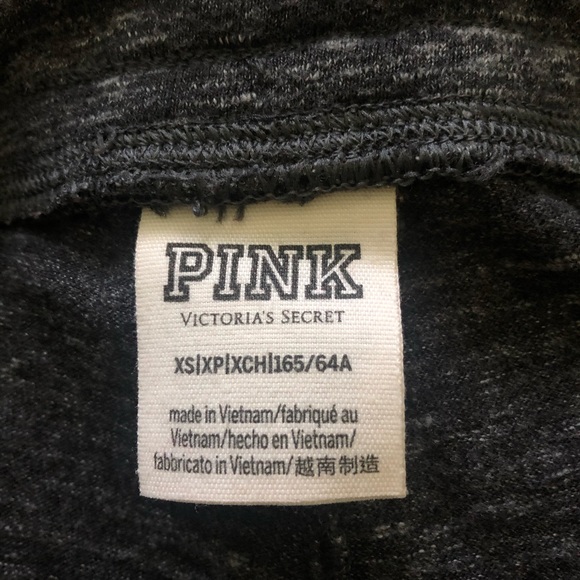 PINK
VICTORIA'S SECRET
XS|XP|XCH|165/64A
made in Vietnam/fabriqué au
Vietnam/hecho en Vietnam/
fabbricato in Vietnam/越南制造